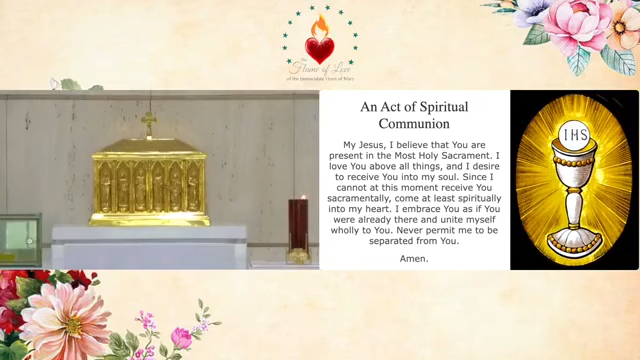 Flame of Love
of the Immaculate Heart of Mary
An Act of Spiritual
Communion
My Jesus, I believe that You are
present in the Most Holy Sacrament. I
love You above all things, and I desire
to receive You into my soul. Since I
cannot at this moment receive You
sacramentally, come at least spiritually
into my heart. I embrace You as if You
were already there and unite myself
wholly to You. Never permit me to be
separated from You.
Amen.
IHS